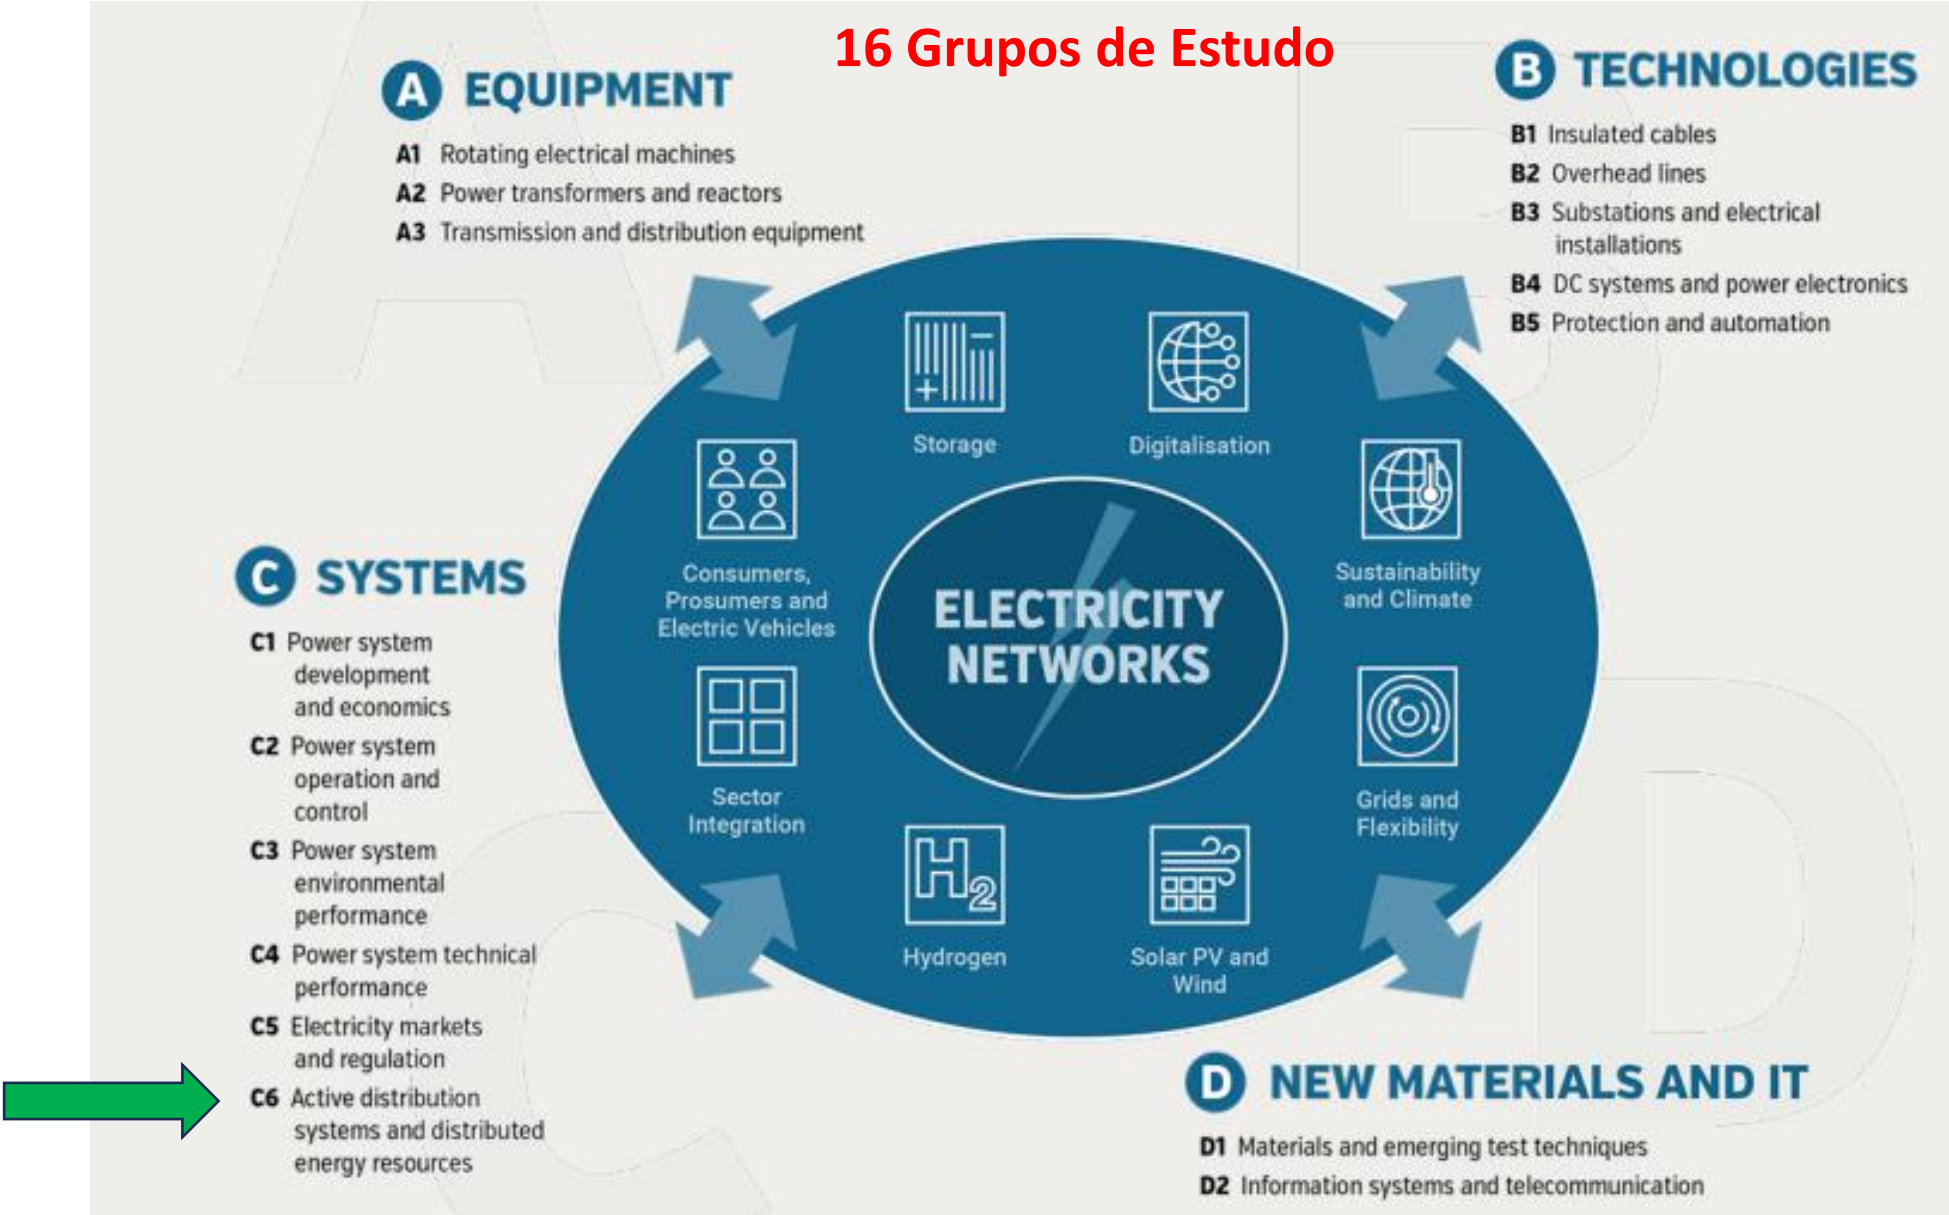 16 Grupos de Estudo
A EQUIPMENT
A1 Rotating electrical machines
A2 Power transformers and reactors
A3 Transmission and distribution equipment
B TECHNOLOGIES
B1 Insulated cables
B2 Overhead lines
B3 Substations and electrical
installations
B4 DC systems and power electronics
B5 Protection and automation
Storage
Digitalisation
Consumers,
Prosumers and
Electric Vehicles
Sustainability
and Climate
ELECTRICITY
NETWORKS
Sector
Integration
Grids and
Flexibility
H2
Hydrogen
Solar PV and
Wind
C SYSTEMS
C1 Power system
development
and economics
C2 Power system
operation and
control
C3 Power system
environmental
performance
C4 Power system technical
performance
C5 Electricity markets
and regulation
C6 Active distribution
systems and distributed
energy resources
D NEW MATERIALS AND IT
D1 Materials and emerging test techniques
D2 Information systems and telecommunication